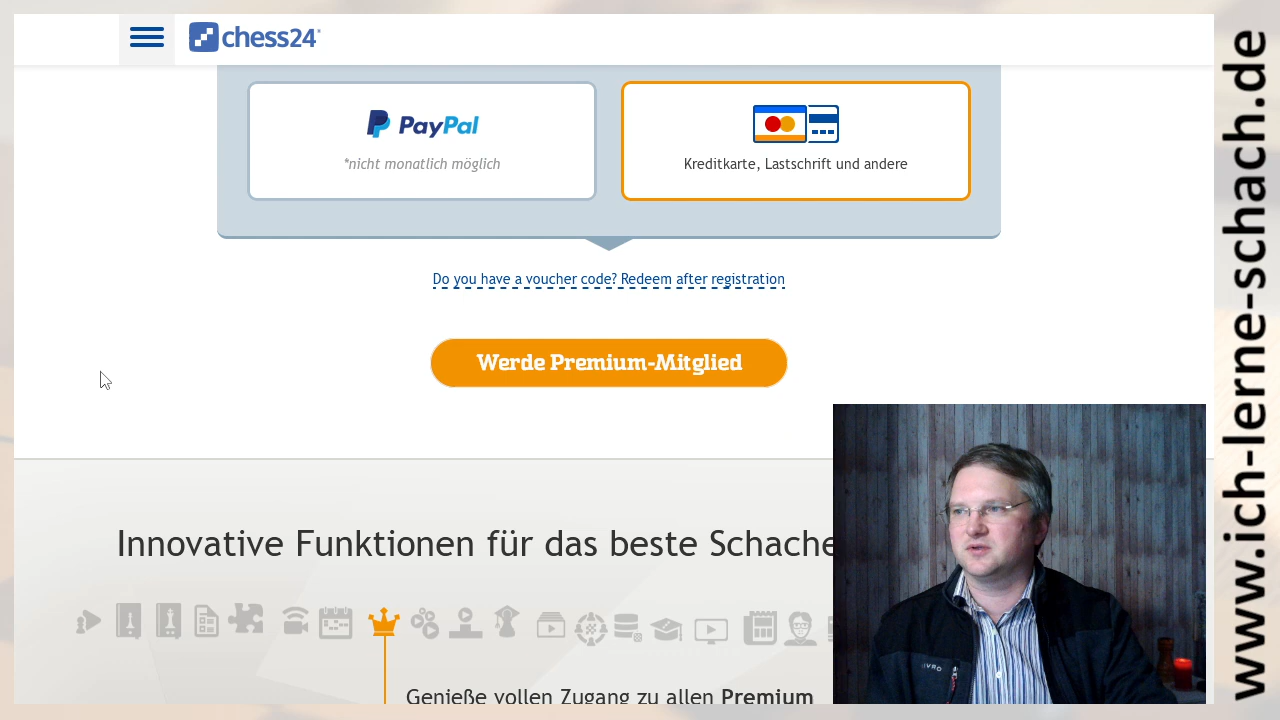 chess24
PayPal
*nicht monatlich möglich
Kreditkarte, Lastschrift und andere
Do you have a voucher code? Redeem after registration
Werde Premium-Mitglied
Innovative Funktionen für das beste Schache
Genieße vollen Zugang zu allen Premium
www.ich-lerne-schach.de